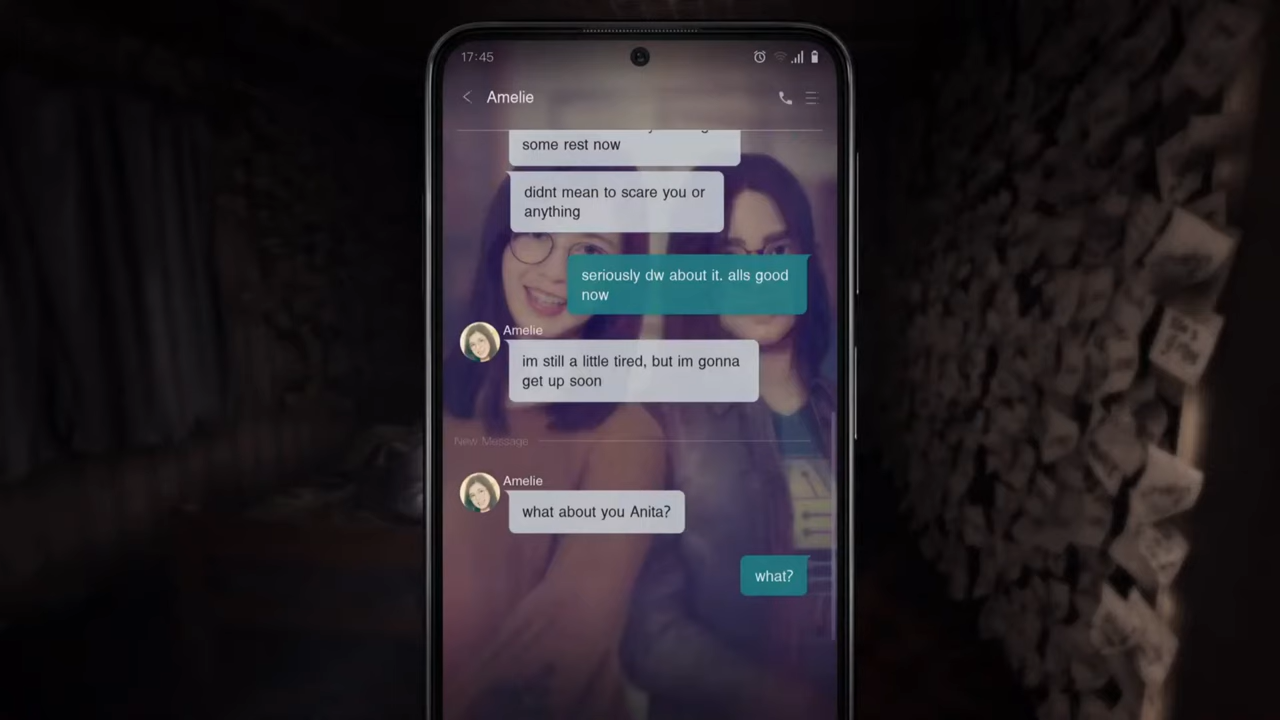 17:45
Amelie
some rest now
didnt mean to scare you or
anything
seriously dw about it. alls good
now
Amelie
im still a little tired, but im gonna
get up soon
New Message
Amelie
what about you Anita?
what?